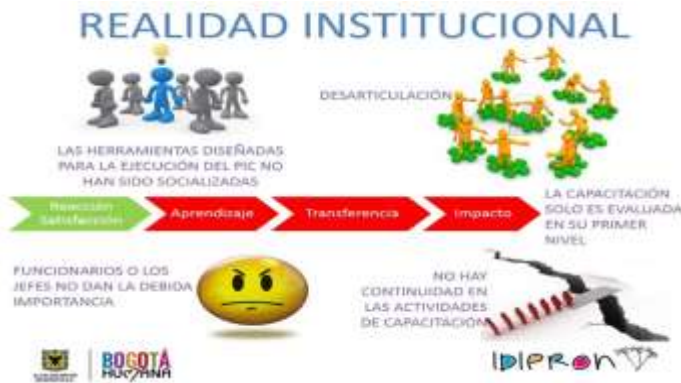 REALIDAD INSTITUCIONAL
DESARTICULACIÓN
LAS HERRAMIENTAS DISEÑADAS
PARA LA EJECUCIÓN DEL PIC NO
HAN SIDO SOCIALIZADAS
Reacción
Satisfacción
Aprendizaje
Transferencia
Impacto
LA CAPACITACIÓN
SOLO ES EVALUADA
EN SU PRIMER
NIVEL
FUNCIONARIOS O LOS
JEFES NO DAN LA DEBIDA
IMPORTANCIA
NO HAY
CONTINUIDAD EN
LAS ACTIVIDADES
DE CAPACITACIÓN
BOGOTÁ
HUMANA
IDIPRON